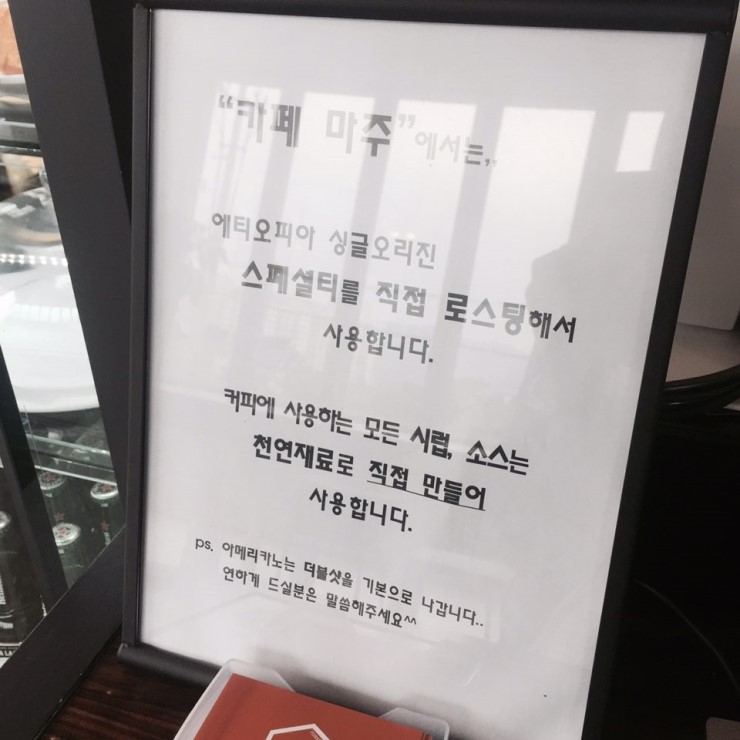 “카페 마주”에서는,,
에티오피아 싱글오리진
스페셜티를 직접 로스팅해서
사용합니다.
커피에 사용하는 모든 시럽, 소스는
천연재료로 직접 만들어
사용합니다.
ps. 아메리카노는 더블샷을 기본으로 나갑니다..
연하게 드실분은 말씀해주세요^^